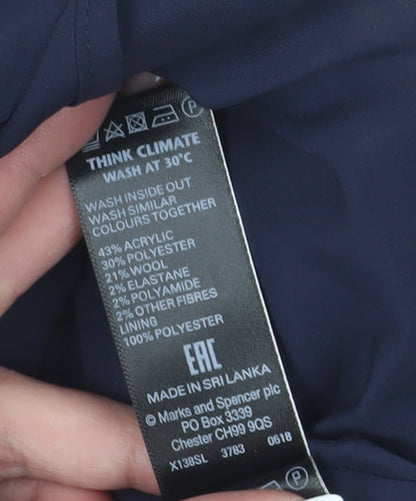 P
THINK CLIMATE
WASH AT 30°C
WASH INSIDE OUT
WASH SIMILAR
COLOURS TOGETHER
43% ACRYLIC
30% POLYESTER
21% WOOL
2% ELASTANE
2% POLYAMIDE
2% OTHER FIBRES
LINING
100% POLYESTER
EAC
MADE IN SRI LANKA
© Marks and Spencer plc
PO Box 3339
Chester CH99 9QS
X138SL 3783 0618
P